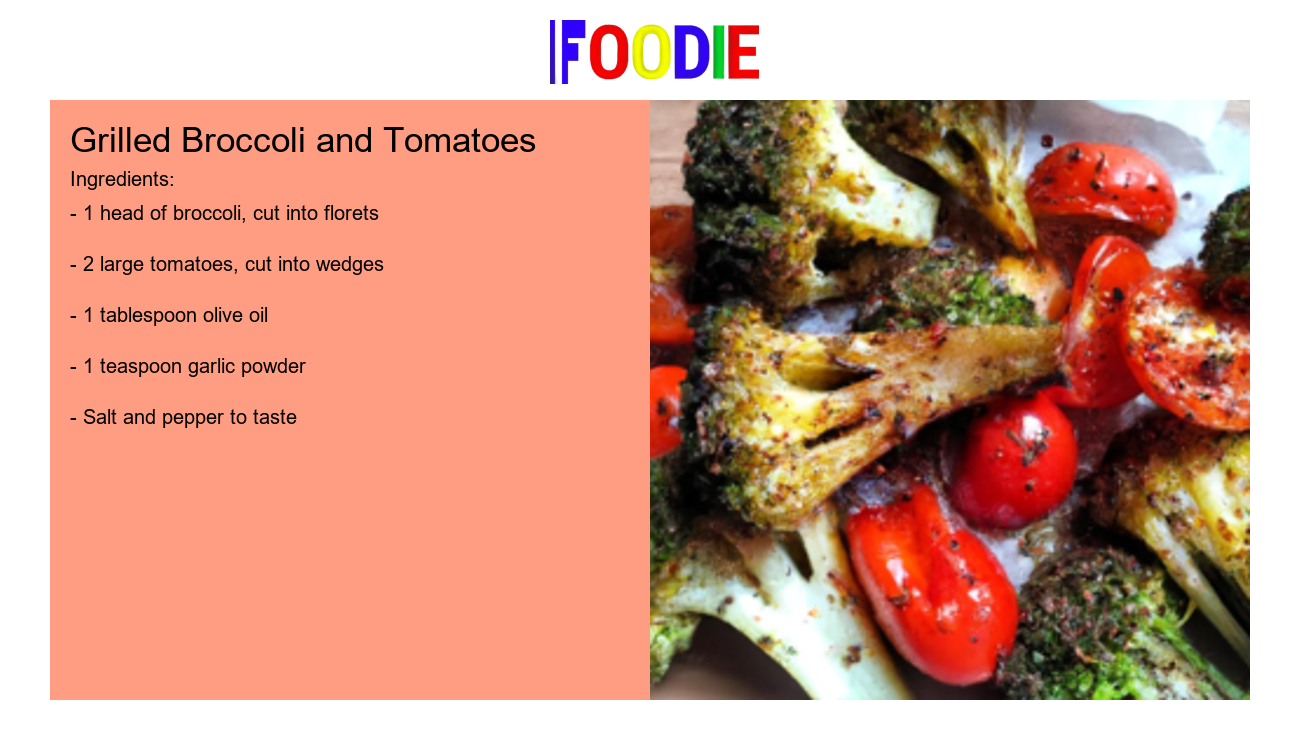 FOODIE
Grilled Broccoli and Tomatoes
Ingredients:
- 1 head of broccoli, cut into florets
- 2 large tomatoes, cut into wedges
- 1 tablespoon olive oil
- 1 teaspoon garlic powder
- Salt and pepper to taste